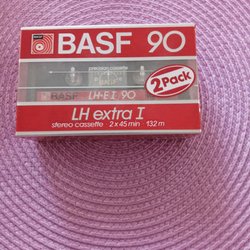 BASF 90
precision cassette
BASF LH-E I 90
2 Pack
LH extra I
stereo cassette · 2 x 45 min · 132 m